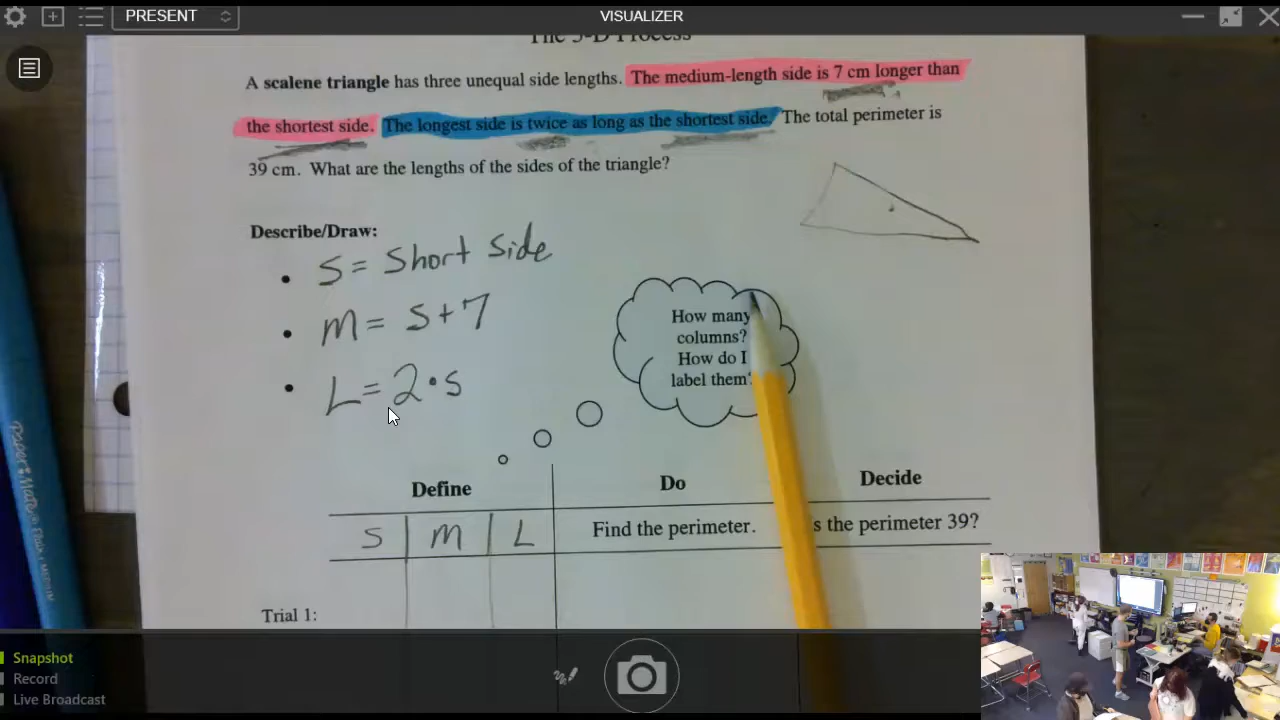 PRESENT
VISUALIZER
The 5-D Process
A scalene triangle has three unequal side lengths. The medium-length side is 7 cm longer than
the shortest side. The longest side is twice as long as the shortest side. The total perimeter is
39 cm. What are the lengths of the sides of the triangle?
Describe/Draw:
• S = Short Side
• m = S+7
• L = 2•s
How many
columns?
How do I
label them?
Define Do Decide
S m L Find the perimeter. s the perimeter 39?
Trial 1:
Snapshot
Record
Live Broadcast